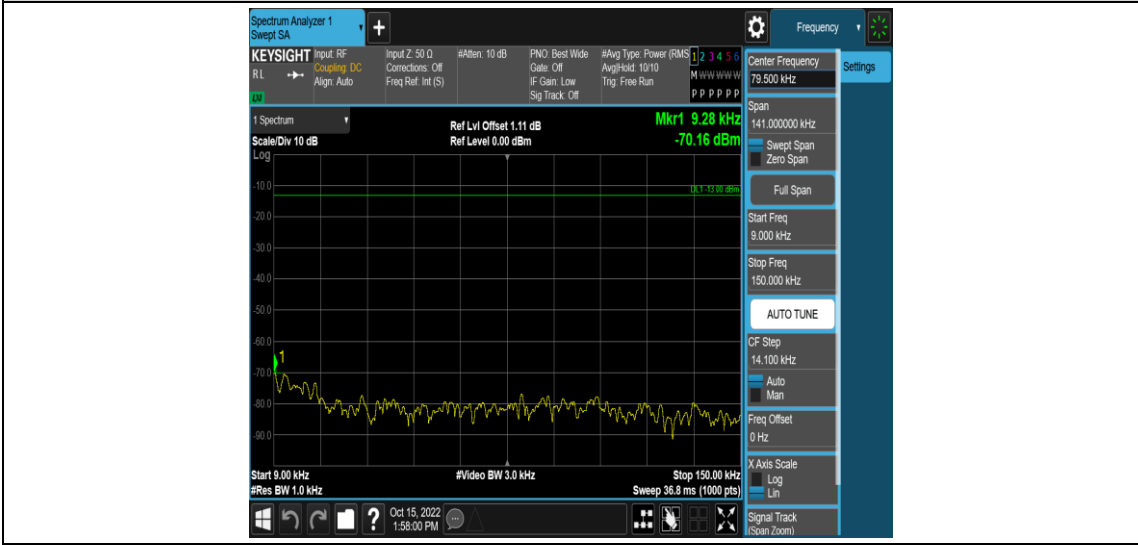 Spectrum Analyzer 1
Swept SA
+
Frequency
KEYSIGHT
RL
LXI
Input: RF
Coupling: DC
Align: Auto
Input Z: 50 Ω
Corrections: Off
Freq Ref: Int (S)
#Atten: 10 dB
PNO: Best Wide
Gate: Off
IF Gain: Low
Sig Track: Off
#Avg Type: Power (RMS
Avg|Hold: 10/10
Trig: Free Run
1 2 3 4 5 6
M W W W W W
P P P P P P
1 Spectrum
Scale/Div 10 dB
Log
Ref Lvl Offset 1.11 dB
Ref Level 0.00 dBm
Mkr1 9.28 kHz
-70.16 dBm
DL1 -13.00 dBm
-10.0
-20.0
-30.0
-40.0
-50.0
-60.0
-70.0
-80.0
-90.0
1
Start 9.00 kHz
#Res BW 1.0 kHz
#Video BW 3.0 kHz
Stop 150.00 kHz
Sweep 36.8 ms (1000 pts)
?
Oct 15, 2022
1:58:00 PM
Center Frequency
79.500 kHz
Settings
Span
141.000000 kHz
Swept Span
Zero Span
Full Span
Start Freq
9.000 kHz
Stop Freq
150.000 kHz
AUTO TUNE
CF Step
14.100 kHz
Auto
Man
Freq Offset
0 Hz
X Axis Scale
Log
Lin
Signal Track
(Span Zoom)